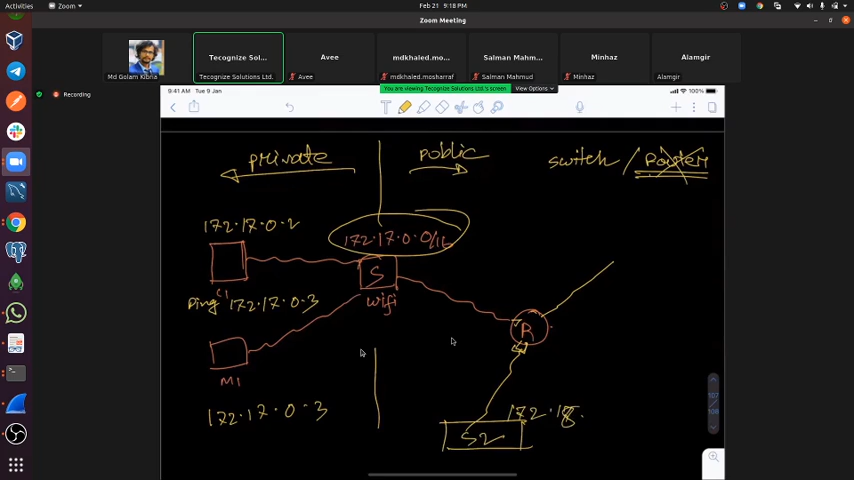 Zoom
Feb 21 9:18 PM
Zoom Meeting
Md Golam Kibria
Tecognize Sol...
Tecognize Solutions Ltd.
Avee
Avee
mdkhaled.mo...
mdkhaled.mosharraf
Salman Mahm...
Salman Mahmud
Minhaz
Minhaz
Alamgir
Alamgir
Recording
You are viewing Tecognize Solutions Ltd.'s screen
View Options
9:41 AM Tue 9 Jan
100%
private
public
switch / Router
172.17.0.2
172.17.0.0/16
S
wifi
C1
Ping 172.17.0.3
R
M1
172.17.0.3
172.18.
S2
107
108